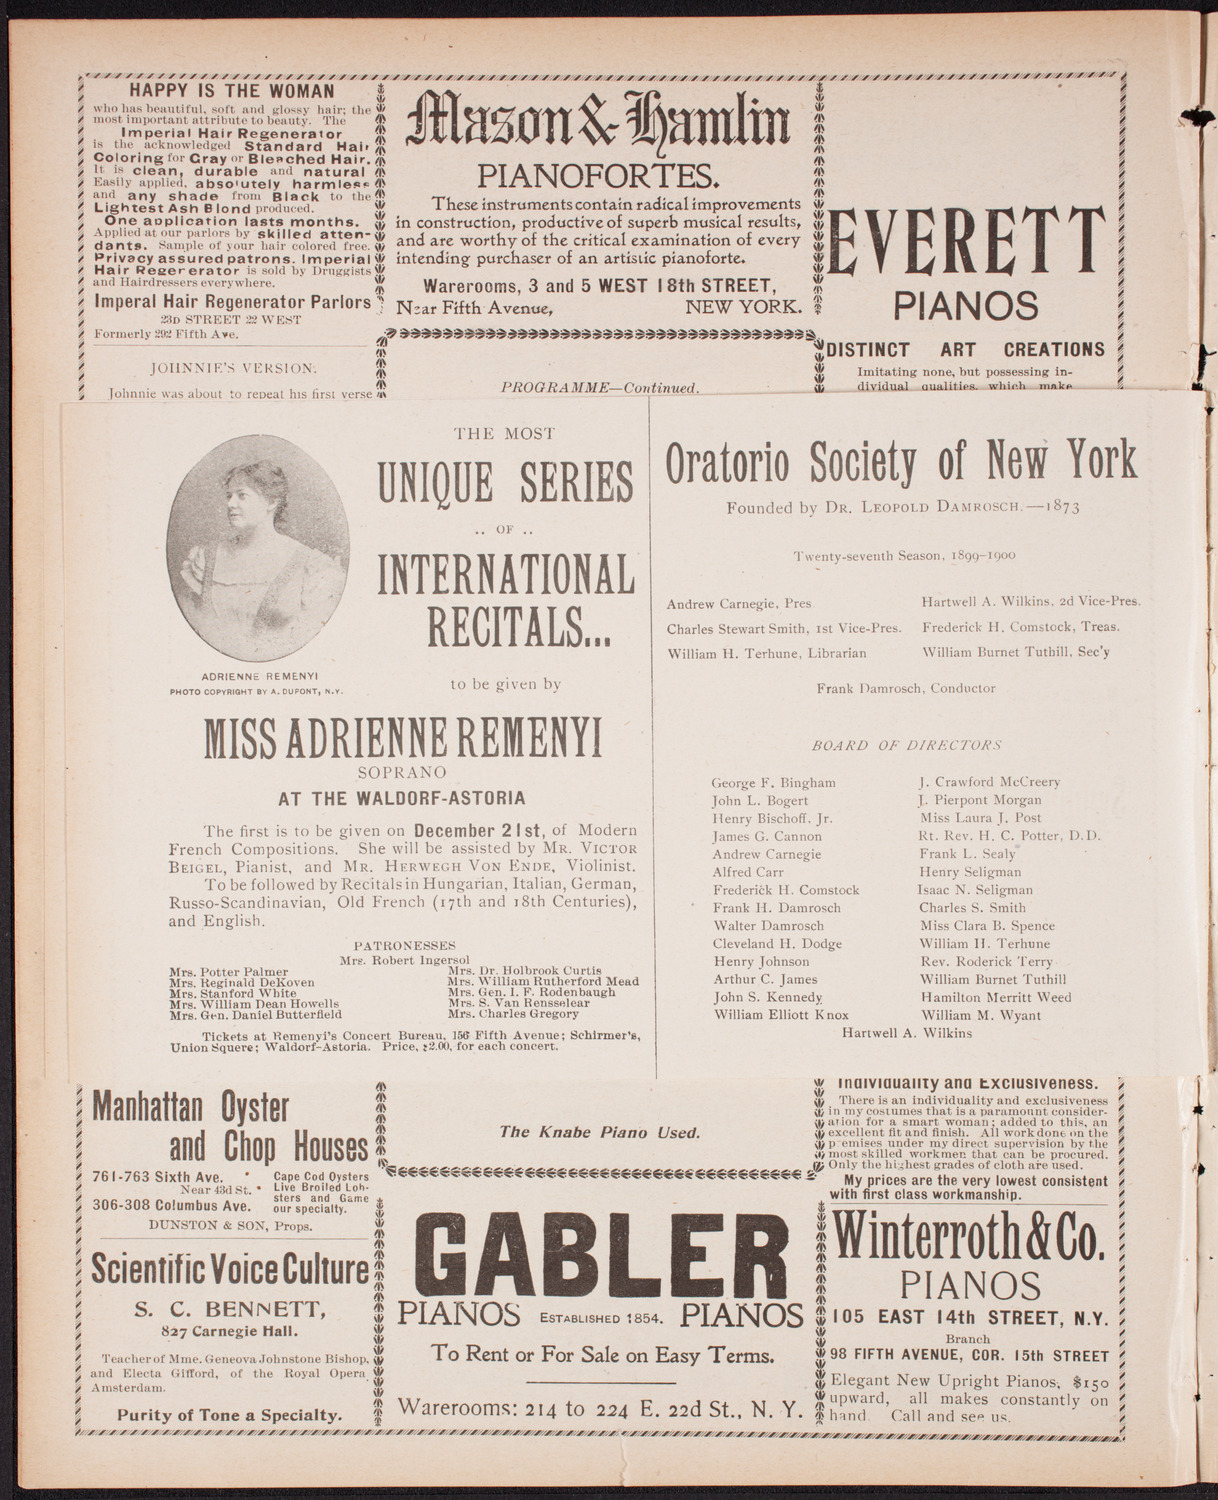 HAPPY IS THE WOMAN
who has beautiful, soft and glossy hair; the
most important attribute to beauty. The
Imperial Hair Regenerator
is the acknowledged Standard Hair
Coloring for Gray or Bleached Hair.
It is clean, durable and natural
Easily applied, absolutely harmless
and any shade from Black to the
Lightest Ash Blond produced.
One application lasts months.
Applied at our parlors by skilled atten-
dants. Sample of your hair colored free.
Privacy assured patrons. Imperial
Hair Regererator is sold by Druggists
and Hairdressers everywhere.
Imperal Hair Regenerator Parlors
23D STREET 22 WEST
Formerly 292 Fifth Ave.
JOHNNIE'S VERSION.
Johnnie was about to repeat his first verse
Mason & Hamlin
PIANOFORTES.
These instruments contain radical improvements
in construction, productive of superb musical results,
and are worthy of the critical examination of every
intending purchaser of an artistic pianoforte.
Warerooms, 3 and 5 WEST 18th STREET,
Near Fifth Avenue, NEW YORK.
PROGRAMME—Continued.
EVERETT
PIANOS
DISTINCT ART CREATIONS
Imitating none, but possessing in-
dividual qualities, which make
THE MOST
UNIQUE SERIES
.. OF ..
INTERNATIONAL
RECITALS...
to be given by
ADRIENNE REMENYI
PHOTO COPYRIGHT BY A. DUPONT, N.Y.
MISS ADRIENNE REMENYI
SOPRANO
AT THE WALDORF-ASTORIA
The first is to be given on December 21st, of Modern
French Compositions. She will be assisted by MR. VICTOR
BEIGEL, Pianist, and MR. HERWEGH VON ENDE, Violinist.
To be followed by Recitals in Hungarian, Italian, German,
Russo-Scandinavian, Old French (17th and 18th Centuries),
and English.
PATRONESSES
Mrs. Robert Ingersol
Mrs. Potter Palmer Mrs. Dr. Holbrook Curtis
Mrs. Reginald DeKoven Mrs. William Rutherford Mead
Mrs. Stanford White Mrs. Gen. I. F. Rodenbaugh
Mrs. William Dean Howells Mrs. S. Van Rensselear
Mrs. Gen. Daniel Butterfield Mrs. Charles Gregory
Tickets at Remenyi's Concert Bureau, 156 Fifth Avenue; Schirmer's,
Union Squere; Waldorf-Astoria. Price, $2.00, for each concert.
Oratorio Society of New York
Founded by DR. LEOPOLD DAMROSCH.—1873
Twenty-seventh Season, 1899-1900
Andrew Carnegie, Pres Hartwell A. Wilkins, 2d Vice-Pres.
Charles Stewart Smith, 1st Vice-Pres. Frederick H. Comstock, Treas.
William H. Terhune, Librarian William Burnet Tuthill, Sec'y
Frank Damrosch, Conductor
BOARD OF DIRECTORS
George F. Bingham J. Crawford McCreery
John L. Bogert J. Pierpont Morgan
Henry Bischoff, Jr. Miss Laura J. Post
James G. Cannon Rt. Rev. H. C. Potter, D.D.
Andrew Carnegie Frank L. Sealy
Alfred Carr Henry Seligman
Frederick H. Comstock Isaac N. Seligman
Frank H. Damrosch Charles S. Smith
Walter Damrosch Miss Clara B. Spence
Cleveland H. Dodge William H. Terhune
Henry Johnson Rev. Roderick Terry
Arthur C. James William Burnet Tuthill
John S. Kennedy Hamilton Merritt Weed
William Elliott Knox William M. Wyant
Hartwell A. Wilkins
Manhattan Oyster
and Chop Houses
761-763 Sixth Ave.
Near 43d St.
306-308 Columbus Ave.
Cape Cod Oysters
Live Broiled Lob-
sters and Game
our specialty.
DUNSTON & SON, Props.
Scientific Voice Culture
S. C. BENNETT,
827 Carnegie Hall.
Teacher of Mme. Geneova Johnstone Bishop,
and Electa Gifford, of the Royal Opera
Amsterdam.
Purity of Tone a Specialty.
The Knabe Piano Used.
GABLER
PIANOS ESTABLISHED 1854. PIANOS
To Rent or For Sale on Easy Terms.
Warerooms: 214 to 224 E. 22d St., N. Y.
Individuality and Exclusiveness.
There is an individuality and exclusiveness
in my costumes that is a paramount consider-
ation for a smart woman; added to this, an
excellent fit and finish. All work done on the
premises under my direct supervision by the
most skilled workmen that can be procured.
Only the highest grades of cloth are used.
My prices are the very lowest consistent
with first class workmanship.
Winterroth & Co.
PIANOS
105 EAST 14th STREET, N.Y.
Branch
98 FIFTH AVENUE, COR. 15th STREET
Elegant New Upright Pianos, $150
upward, all makes constantly on
hand. Call and see us.